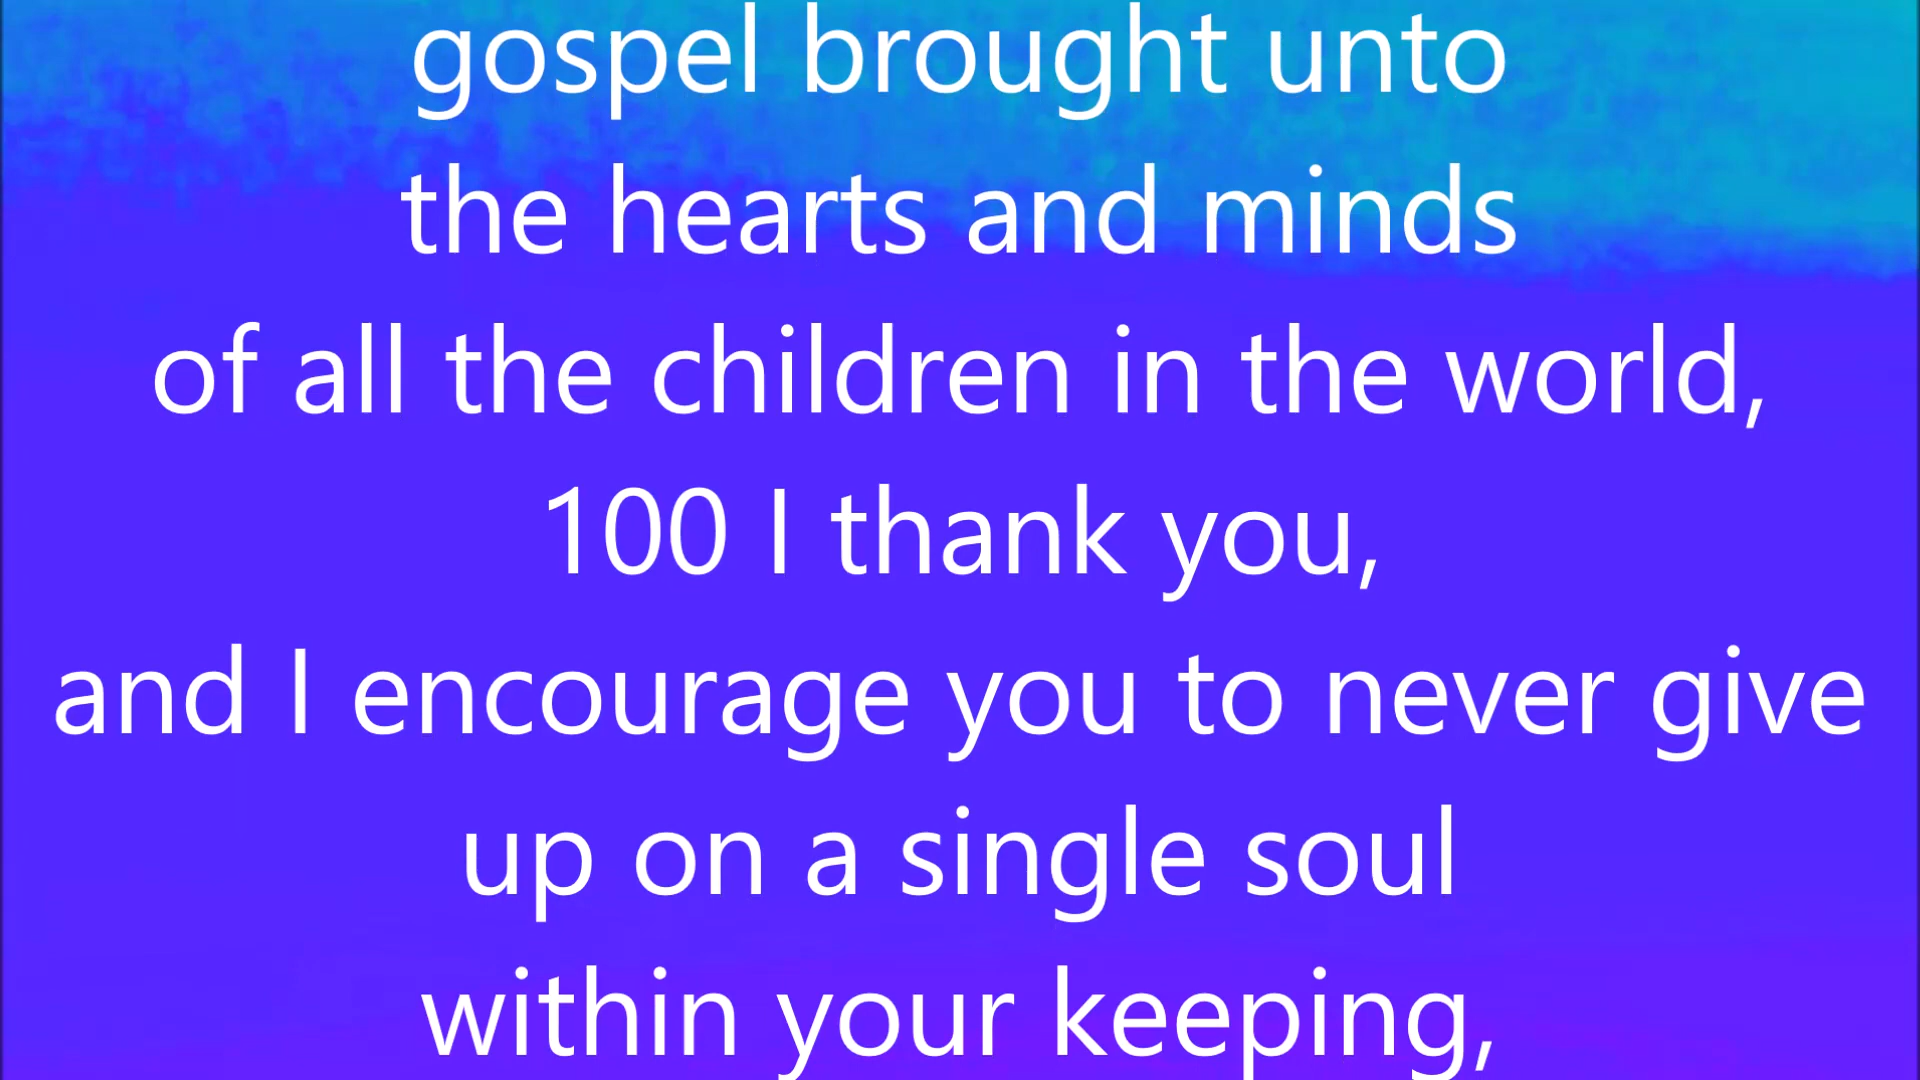 gospel brought unto
the hearts and minds
of all the children in the world,
100 I thank you,
and I encourage you to never give
up on a single soul
within your keeping,